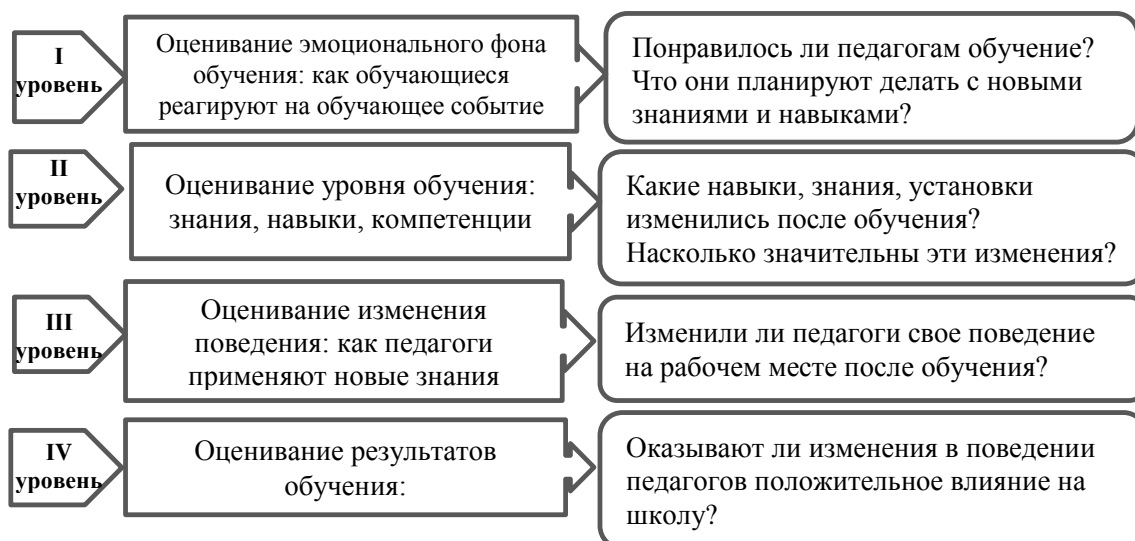 I
уровень
Оценивание эмоционального фона
обучения: как обучающиеся
реагируют на обучающее событие
Понравилось ли педагогам обучение?
Что они планируют делать с новыми
знаниями и навыками?
II
уровень
Оценивание уровня обучения:
знания, навыки, компетенции
Какие навыки, знания, установки
изменились после обучения?
Насколько значительны эти изменения?
III
уровень
Оценивание изменения
поведения: как педагоги
применяют новые знания
Изменили ли педагоги свое поведение
на рабочем месте после обучения?
IV
уровень
Оценивание результатов
обучения:
Оказывают ли изменения в поведении
педагогов положительное влияние на
школу?